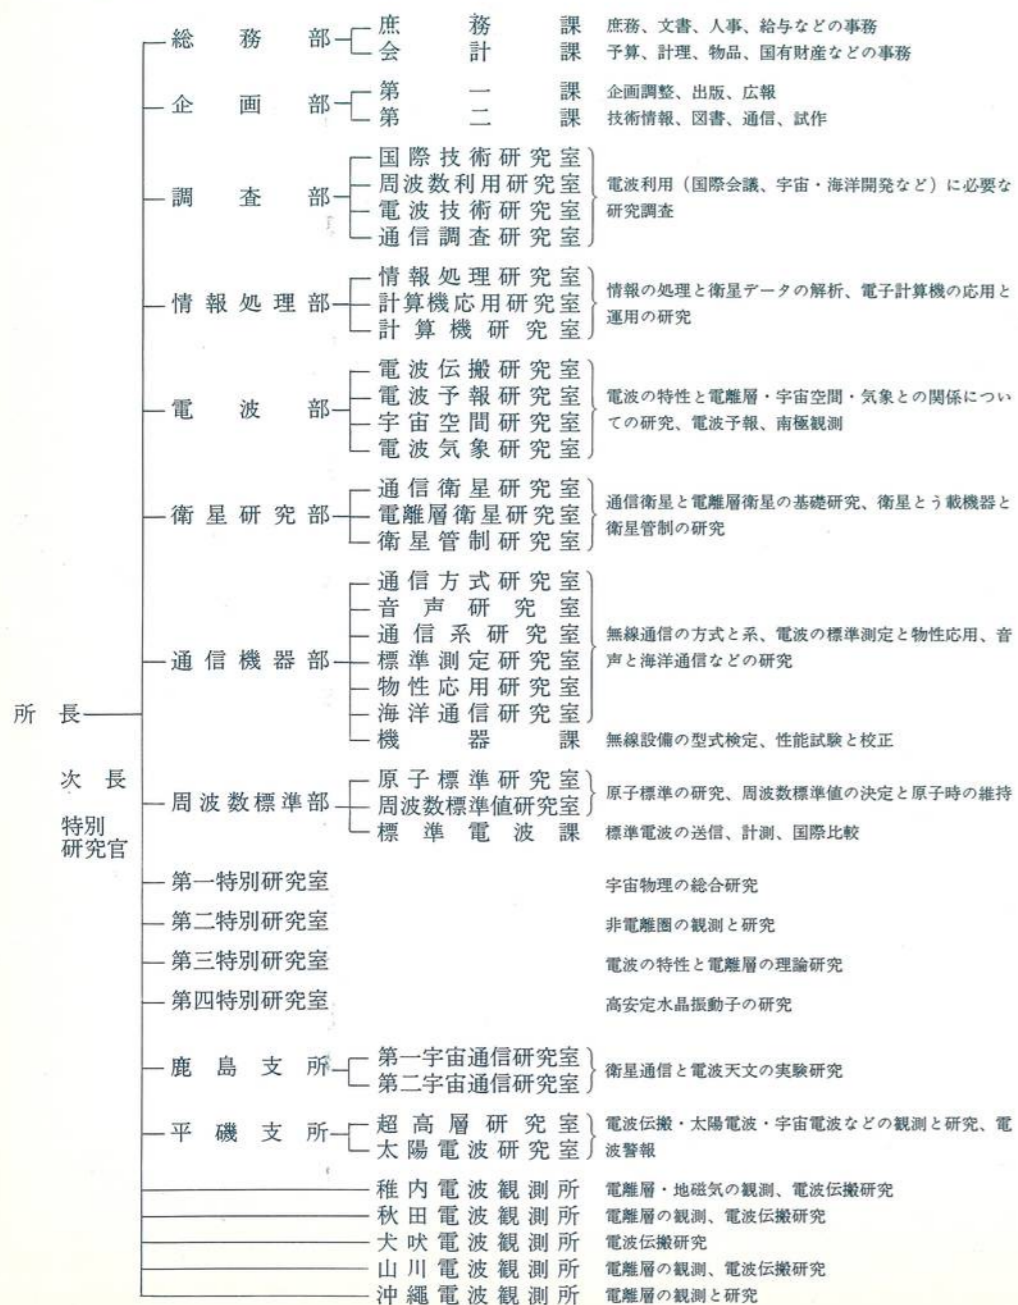 総務部
庶務課 庶務、文書、人事、給与などの事務
会計課 予算、計理、物品、国有財産などの事務
企画部
第一課 企画調整、出版、広報
第二課 技術情報、図書、通信、試作
調査部
国際技術研究室
周波数利用研究室
電波技術研究室
通信調査研究室
電波利用（国際会議、宇宙・海洋開発など）に必要な
研究調査
情報処理部
情報処理研究室
計算機応用研究室
計算機研究室
情報の処理と衛星データの解析、電子計算機の応用と
運用の研究
電波部
電波伝搬研究室
電波予報研究室
宇宙空間研究室
電波気象研究室
電波の特性と電離層・宇宙空間・気象との関係につい
ての研究、電波予報、南極観測
衛星研究部
通信衛星研究室
電離層衛星研究室
衛星管制研究室
通信衛星と電離層衛星の基礎研究、衛星とう載機器と
衛星管制の研究
通信機器部
通信方式研究室
音声研究室
通信系研究室
標準測定研究室
物性応用研究室
海洋通信研究室
無線通信の方式と系、電波の標準測定と物性応用、音
声と海洋通信などの研究
機器課 無線設備の型式検定、性能試験と校正
所長
次長
特別
研究官
周波数標準部
原子標準研究室
周波数標準値研究室
原子標準の研究、周波数標準値の決定と原子時の維持
標準電波課 標準電波の送信、計測、国際比較
第一特別研究室 宇宙物理の総合研究
第二特別研究室 非電離圏の観測と研究
第三特別研究室 電波の特性と電離層の理論研究
第四特別研究室 高安定水晶振動子の研究
鹿島支所
第一宇宙通信研究室
第二宇宙通信研究室
衛星通信と電波天文の実験研究
平磯支所
超高層研究室
太陽電波研究室
電波伝搬・太陽電波・宇宙電波などの観測と研究、電
波警報
稚内電波観測所 電離層・地磁気の観測、電波伝搬研究
秋田電波観測所 電離層の観測、電波伝搬研究
犬吠電波観測所 電波伝搬研究
山川電波観測所 電離層の観測、電波伝搬研究
沖縄電波観測所 電離層の観測と研究